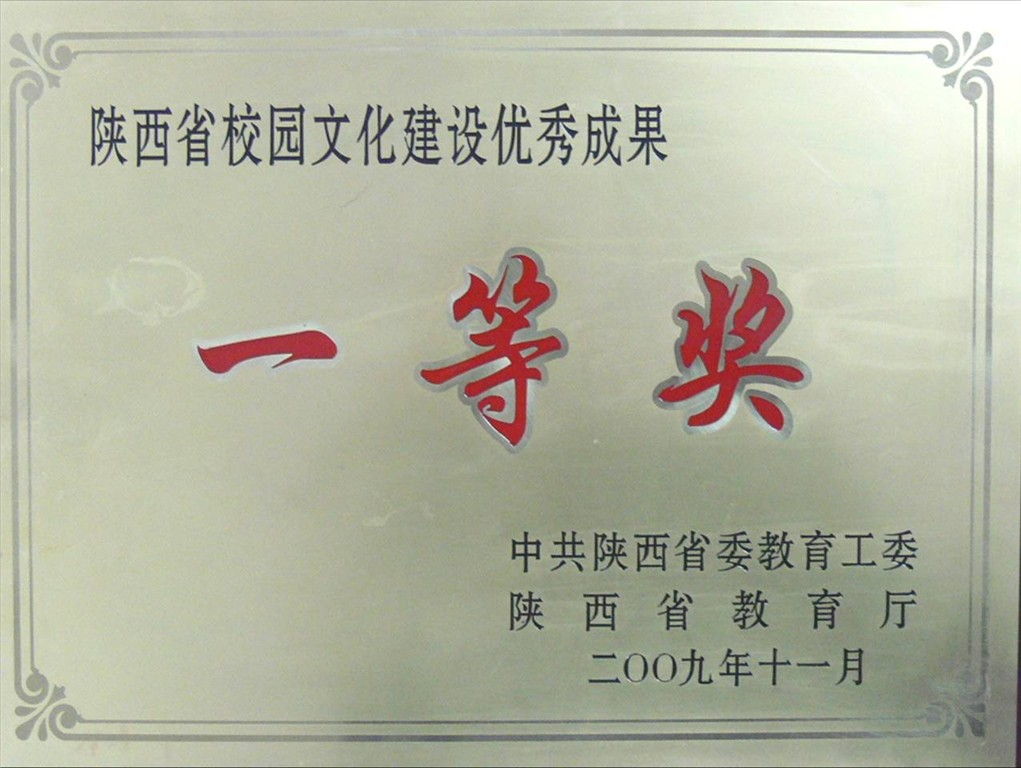 陕西省校园文化建设优秀成果
一等奖
中共陕西省委教育工委
陕西省教育厅
二〇〇九年十一月